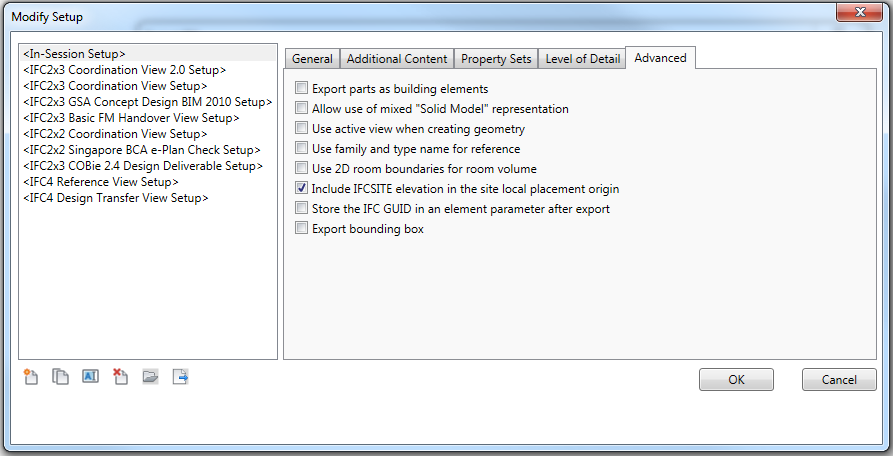 Modify Setup
<In-Session Setup>
<IFC2x3 Coordination View 2.0 Setup>
<IFC2x3 Coordination View Setup>
<IFC2x3 GSA Concept Design BIM 2010 Setup>
<IFC2x3 Basic FM Handover View Setup>
<IFC2x2 Coordination View Setup>
<IFC2x2 Singapore BCA e-Plan Check Setup>
<IFC2x3 COBie 2.4 Design Deliverable Setup>
<IFC4 Reference View Setup>
<IFC4 Design Transfer View Setup>
General Additional Content Property Sets Level of Detail Advanced
Export parts as building elements
Allow use of mixed "Solid Model" representation
Use active view when creating geometry
Use family and type name for reference
Use 2D room boundaries for room volume
Include IFCSITE elevation in the site local placement origin
Store the IFC GUID in an element parameter after export
Export bounding box
OK Cancel